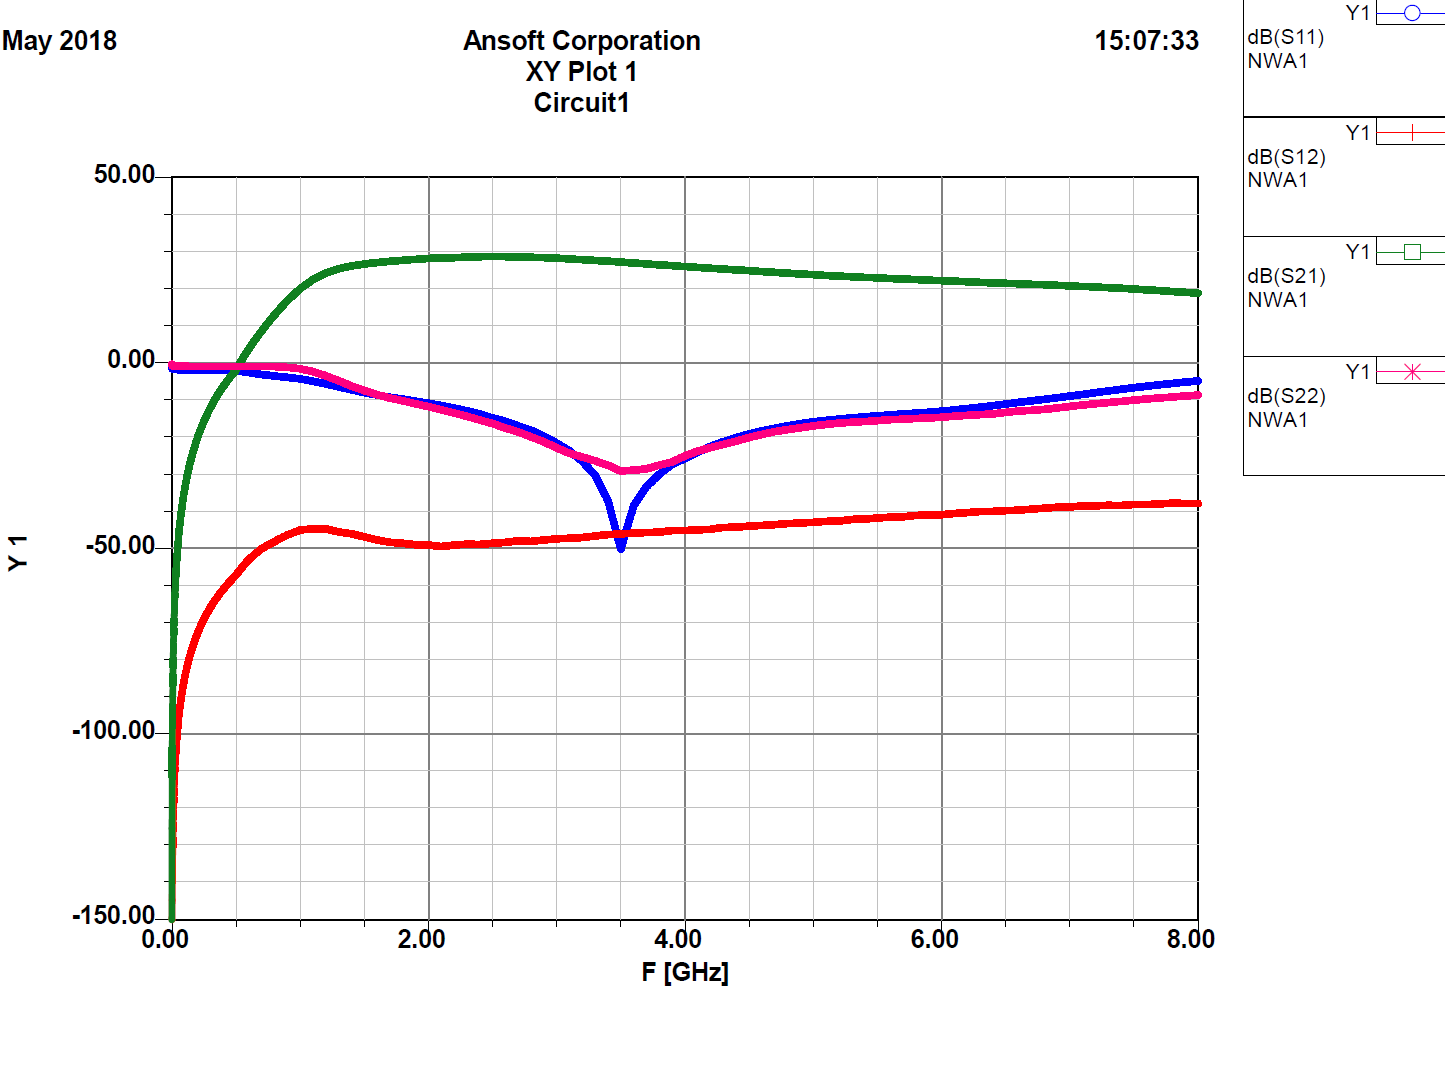 May 2018
Ansoft Corporation
15:07:33
XY Plot 1
Circuit1
Y1
dB(S11)
NWA1
Y1
dB(S12)
NWA1
Y1
dB(S21)
NWA1
Y1
dB(S22)
NWA1
50.00
0.00
-50.00
-100.00
-150.00
Y 1
0.00
2.00
4.00
6.00
8.00
F [GHz]